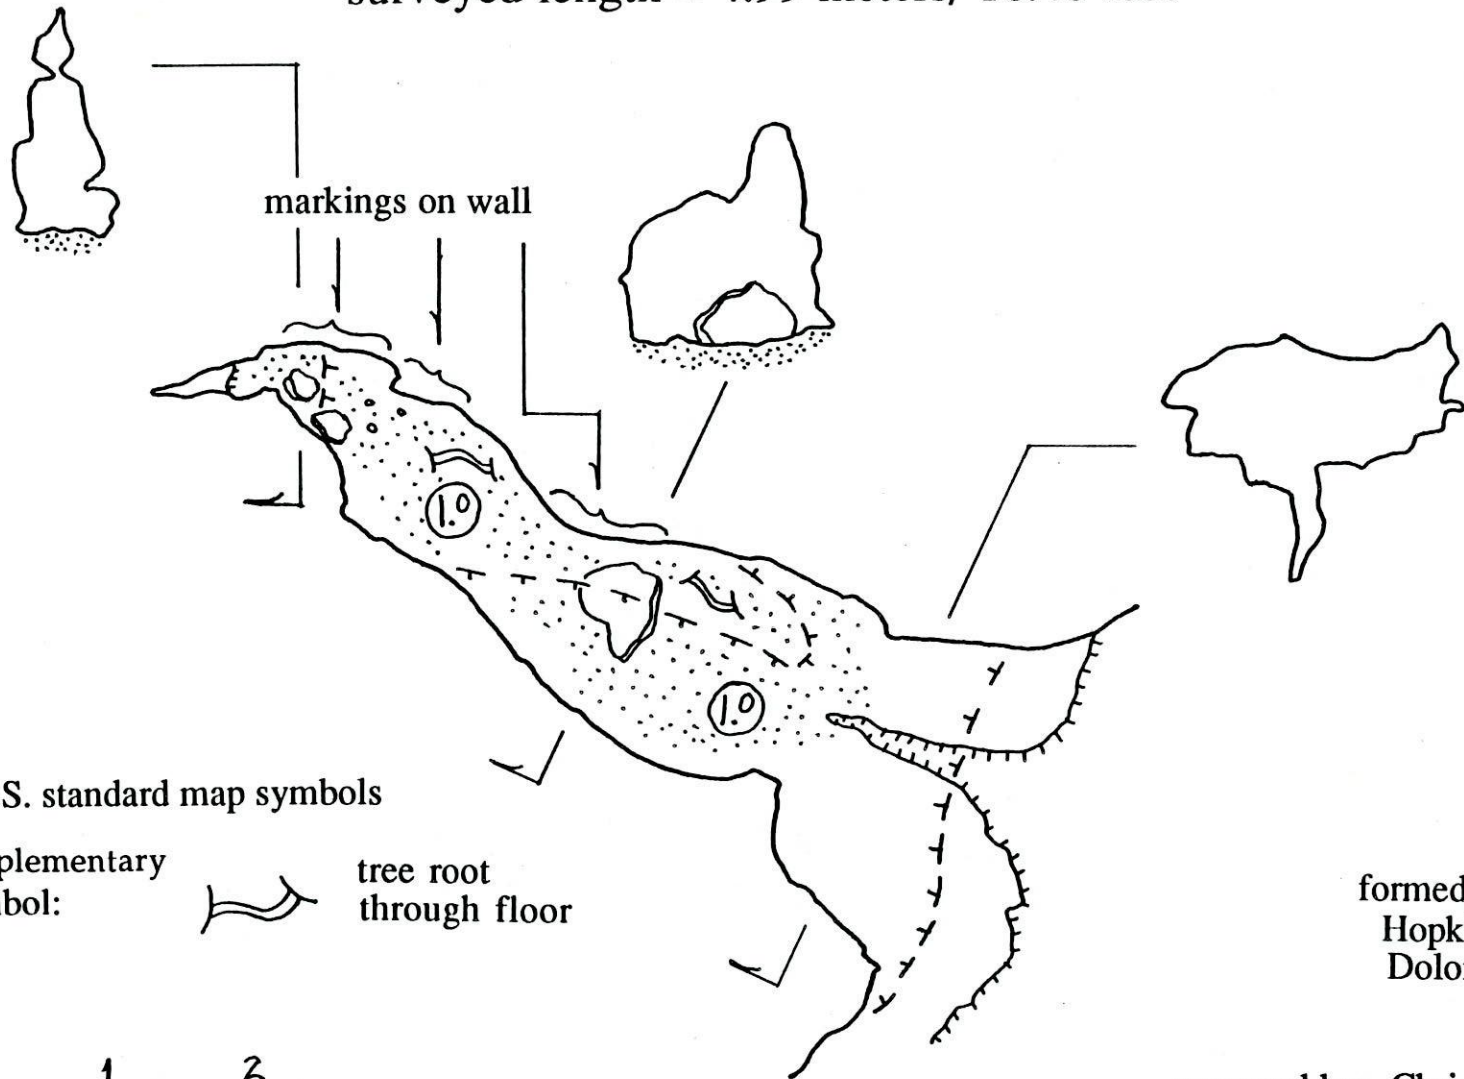 markings on wall
1.0
1.0
S. standard map symbols
plementary
bol:
tree root
through floor
formed
Hopk
Dolo
1